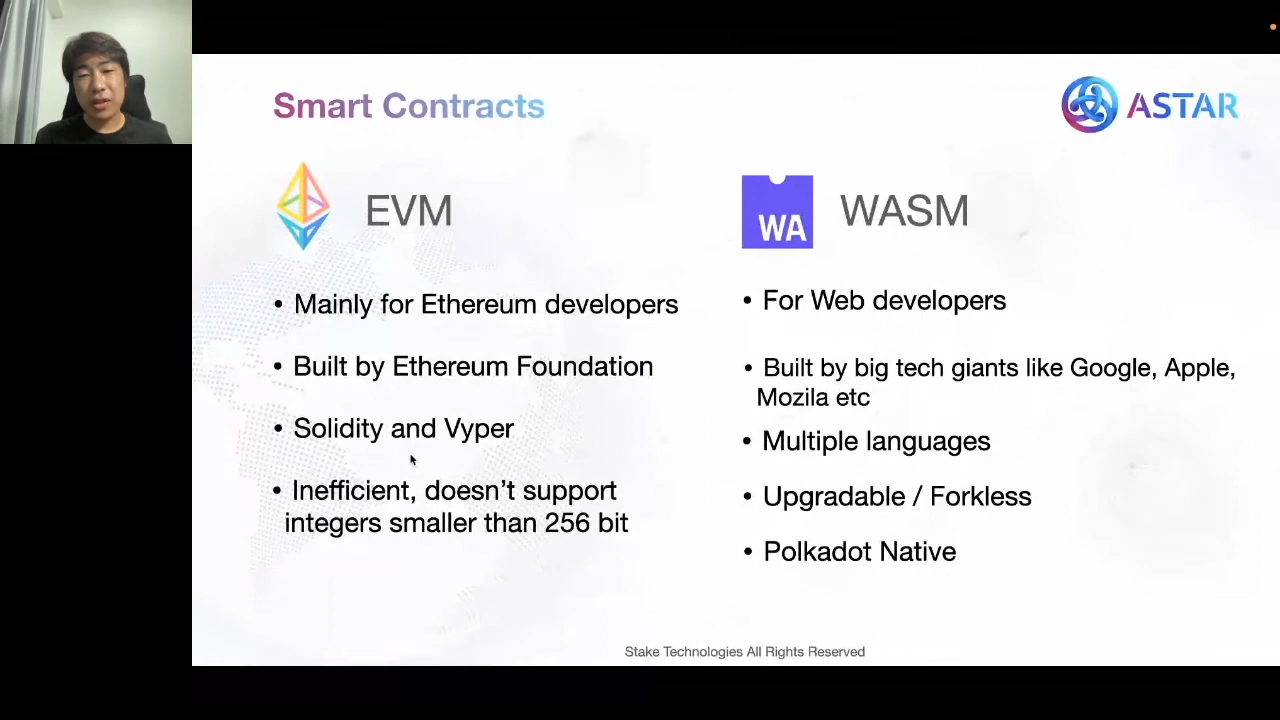 Smart Contracts
ASTAR
EVM
• Mainly for Ethereum developers
• Built by Ethereum Foundation
• Solidity and Vyper
• Inefficient, doesn’t support
integers smaller than 256 bit
WA
WASM
• For Web developers
• Built by big tech giants like Google, Apple,
Mozila etc
• Multiple languages
• Upgradable / Forkless
• Polkadot Native
Stake Technologies All Rights Reserved